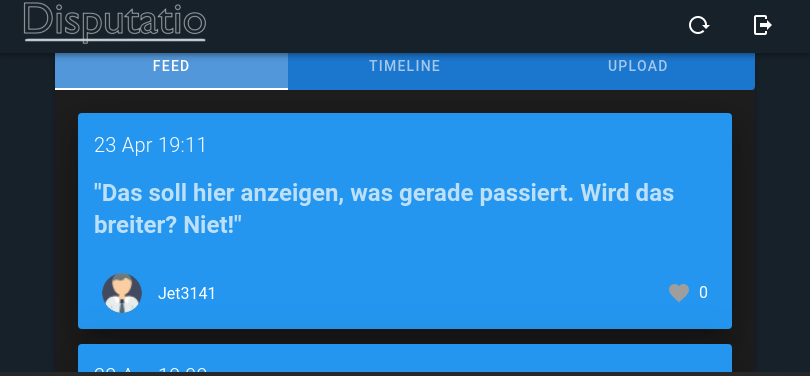 Disputatio
FEED
TIMELINE
UPLOAD
23 Apr 19:11
"Das soll hier anzeigen, was gerade passiert. Wird das
breiter? Niet!"
Jet3141
0